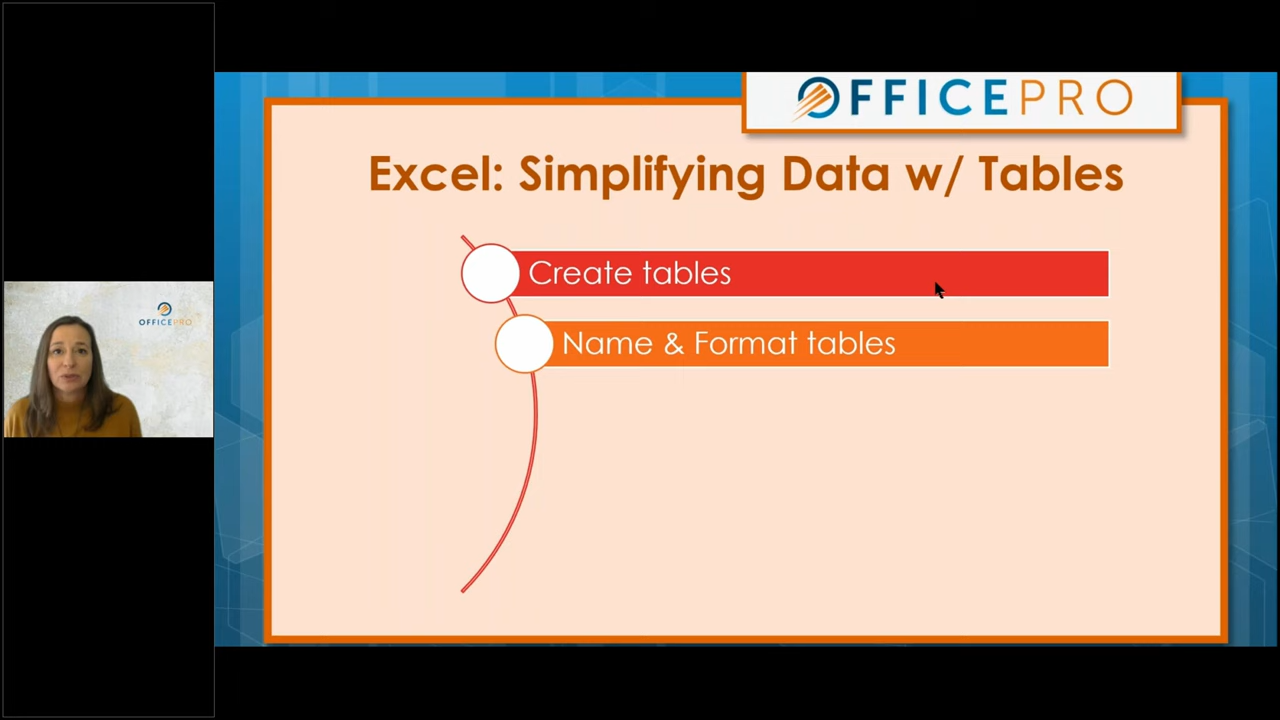 OFFICEPRO
Excel: Simplifying Data w/ Tables
Create tables
Name & Format tables
OFFICEPRO